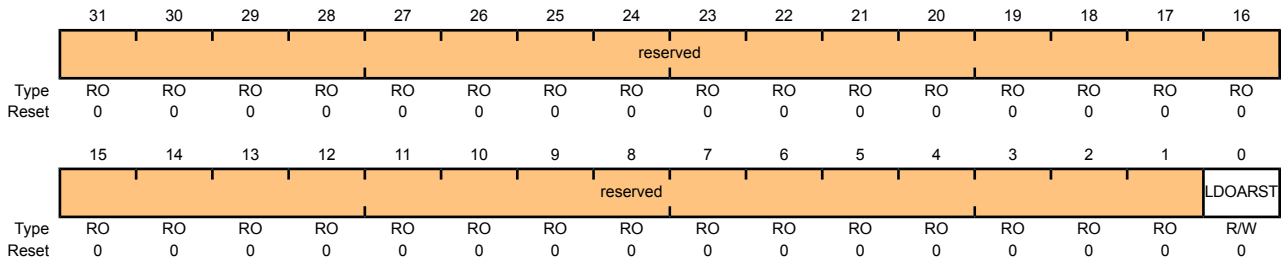 31 30 29 28 27 26 25 24 23 22 21 20 19 18 17 16
reserved
Type RO RO RO RO RO RO RO RO RO RO RO RO RO RO RO RO
Reset 0 0 0 0 0 0 0 0 0 0 0 0 0 0 0 0
15 14 13 12 11 10 9 8 7 6 5 4 3 2 1 0
reserved LDOARST
Type RO RO RO RO RO RO RO RO RO RO RO RO RO RO RO R/W
Reset 0 0 0 0 0 0 0 0 0 0 0 0 0 0 0 0